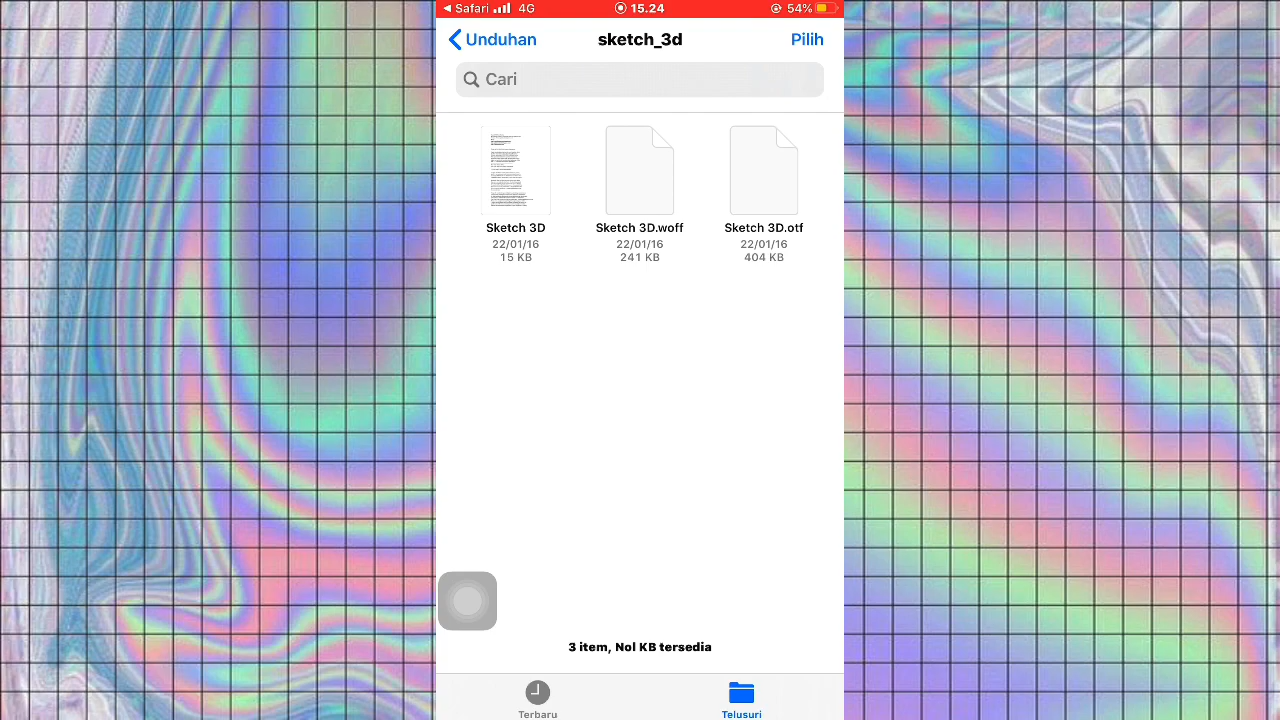 Safari 4G 15.24 54%
Unduhan sketch_3d Pilih
Cari
Sketch 3D
22/01/16
15 KB
Sketch 3D.woff
22/01/16
241 KB
Sketch 3D.otf
22/01/16
404 KB
3 item, Nol KB tersedia
Terbaru Telusuri